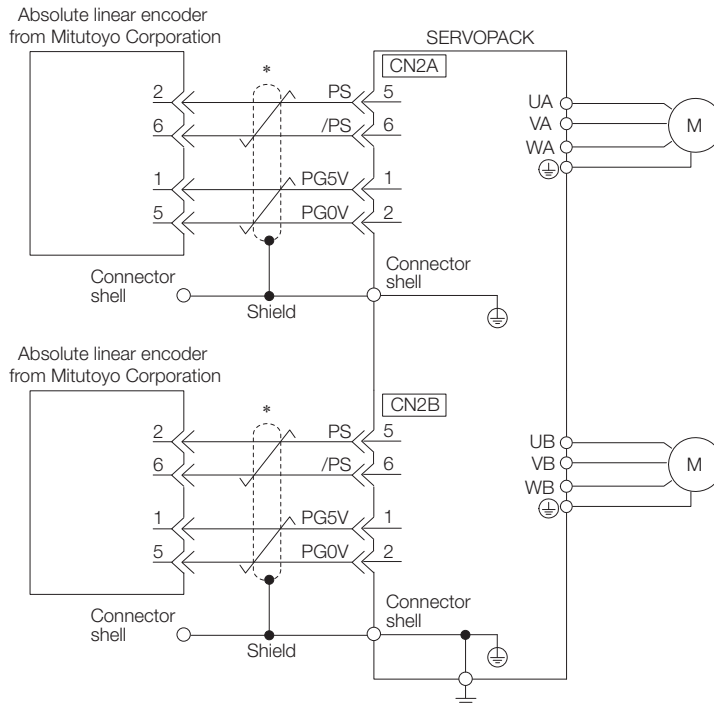 Absolute linear encoder
from Mitutoyo Corporation
SERVOPACK
*
CN2A
2 PS 5
6 /PS 6
1 PG5V 1
5 PG0V 2
UA
VA
WA
M
Connector
shell
Shield
Connector
shell
Absolute linear encoder
from Mitutoyo Corporation
*
CN2B
2 PS 5
6 /PS 6
1 PG5V 1
5 PG0V 2
UB
VB
WB
M
Connector
shell
Shield
Connector
shell